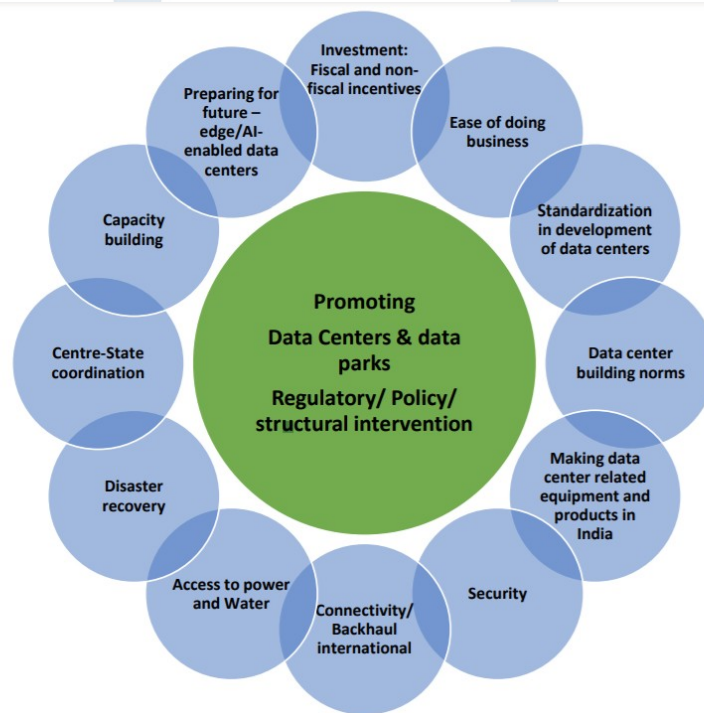 Investment:
Fiscal and non-
fiscal incentives
Ease of doing
business
Standardization
in development
of data centers
Data center
building norms
Making data
center related
equipment and
products in
India
Security
Connectivity/
Backhaul
international
Access to power
and Water
Disaster
recovery
Centre-State
coordination
Capacity
building
Preparing for
future –
edge/AI-
enabled data
centers
Promoting
Data Centers & data
parks
Regulatory/ Policy/
structural intervention